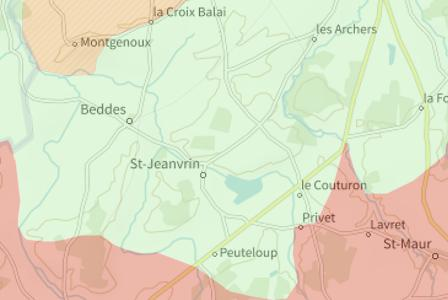 la Croix Balai
les Archers
Montgenoux
la Fo
Beddes
St-Jeanvrin
le Couturon
Privet
Lavret
St-Maur
Peuteloup